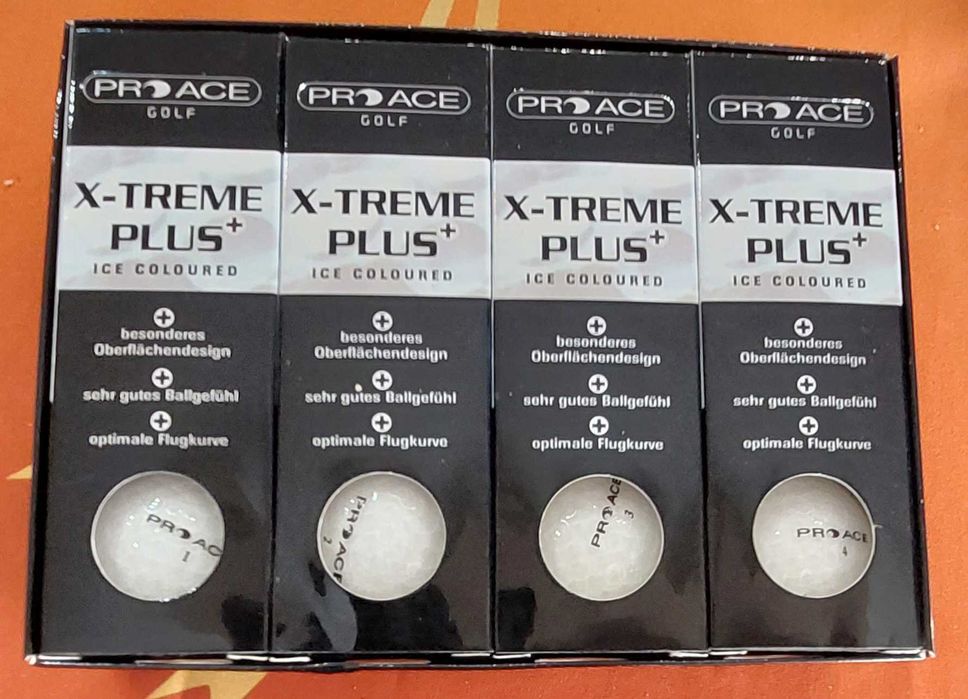 PRO ACE
GOLF
X-TREME
PLUS+
ICE COLOURED
besonderes
Oberflächendesign
sehr gutes Ballgefühl
optimale Flugkurve
PRO AC
1
PRO ACE
GOLF
X-TREME
PLUS+
ICE COLOURED
besonderes
Oberflächendesign
sehr gutes Ballgefühl
optimale Flugkurve
PRO ACE
2
PRO ACE
GOLF
X-TREME
PLUS+
ICE COLOURED
besonderes
Oberflächendesign
sehr gutes Ballgefühl
optimale Flugkurve
PRO ACE
3
PRO ACE
GOLF
X-TREME
PLUS+
ICE COLOURED
besonderes
Oberflächendesign
sehr gutes Ballgefühl
optimale Flugkurve
PRO ACE
4